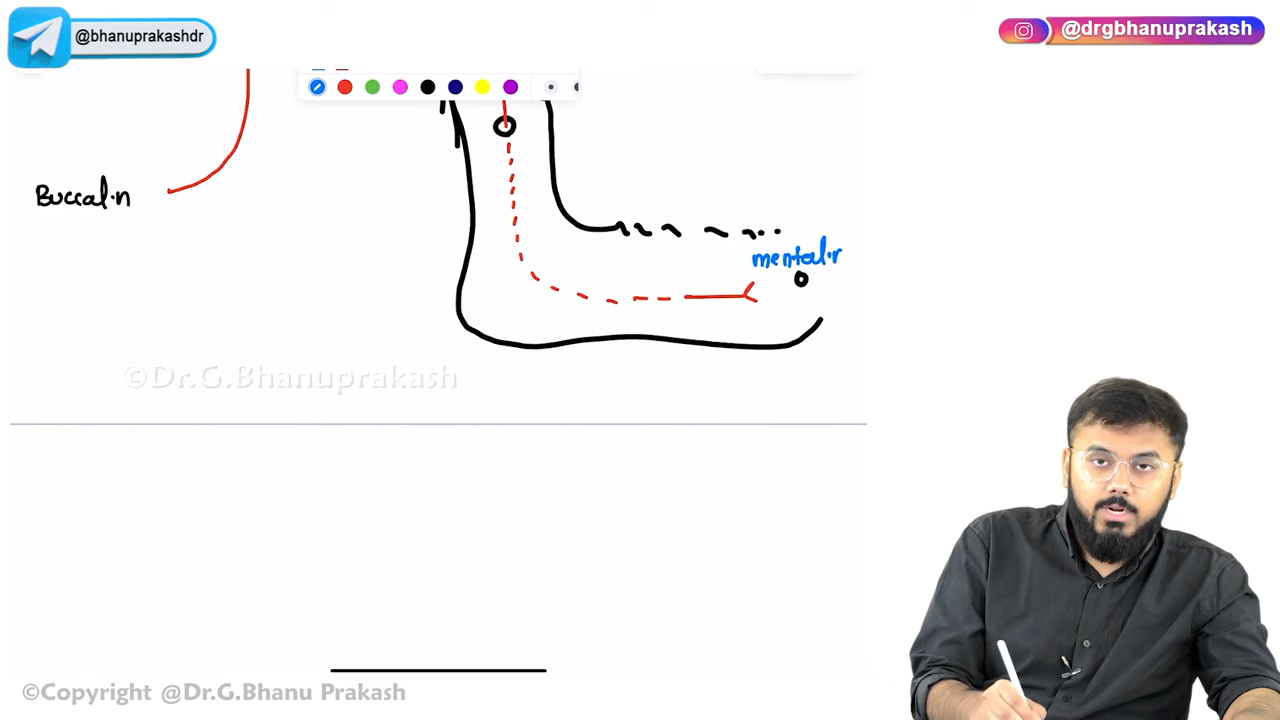 @bhanuprakashdr
@drgbhanuprakash
Buccal.n
mental.r
©Dr.G.Bhanuprakash
©Copyright @Dr.G.Bhanu Prakash